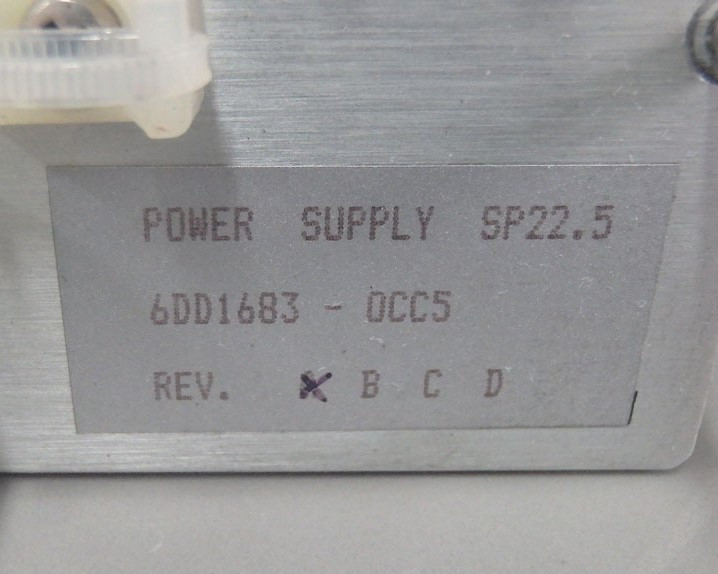 POWER SUPPLY SP22.5
6DD1683 - 0CC5
REV. A B C D